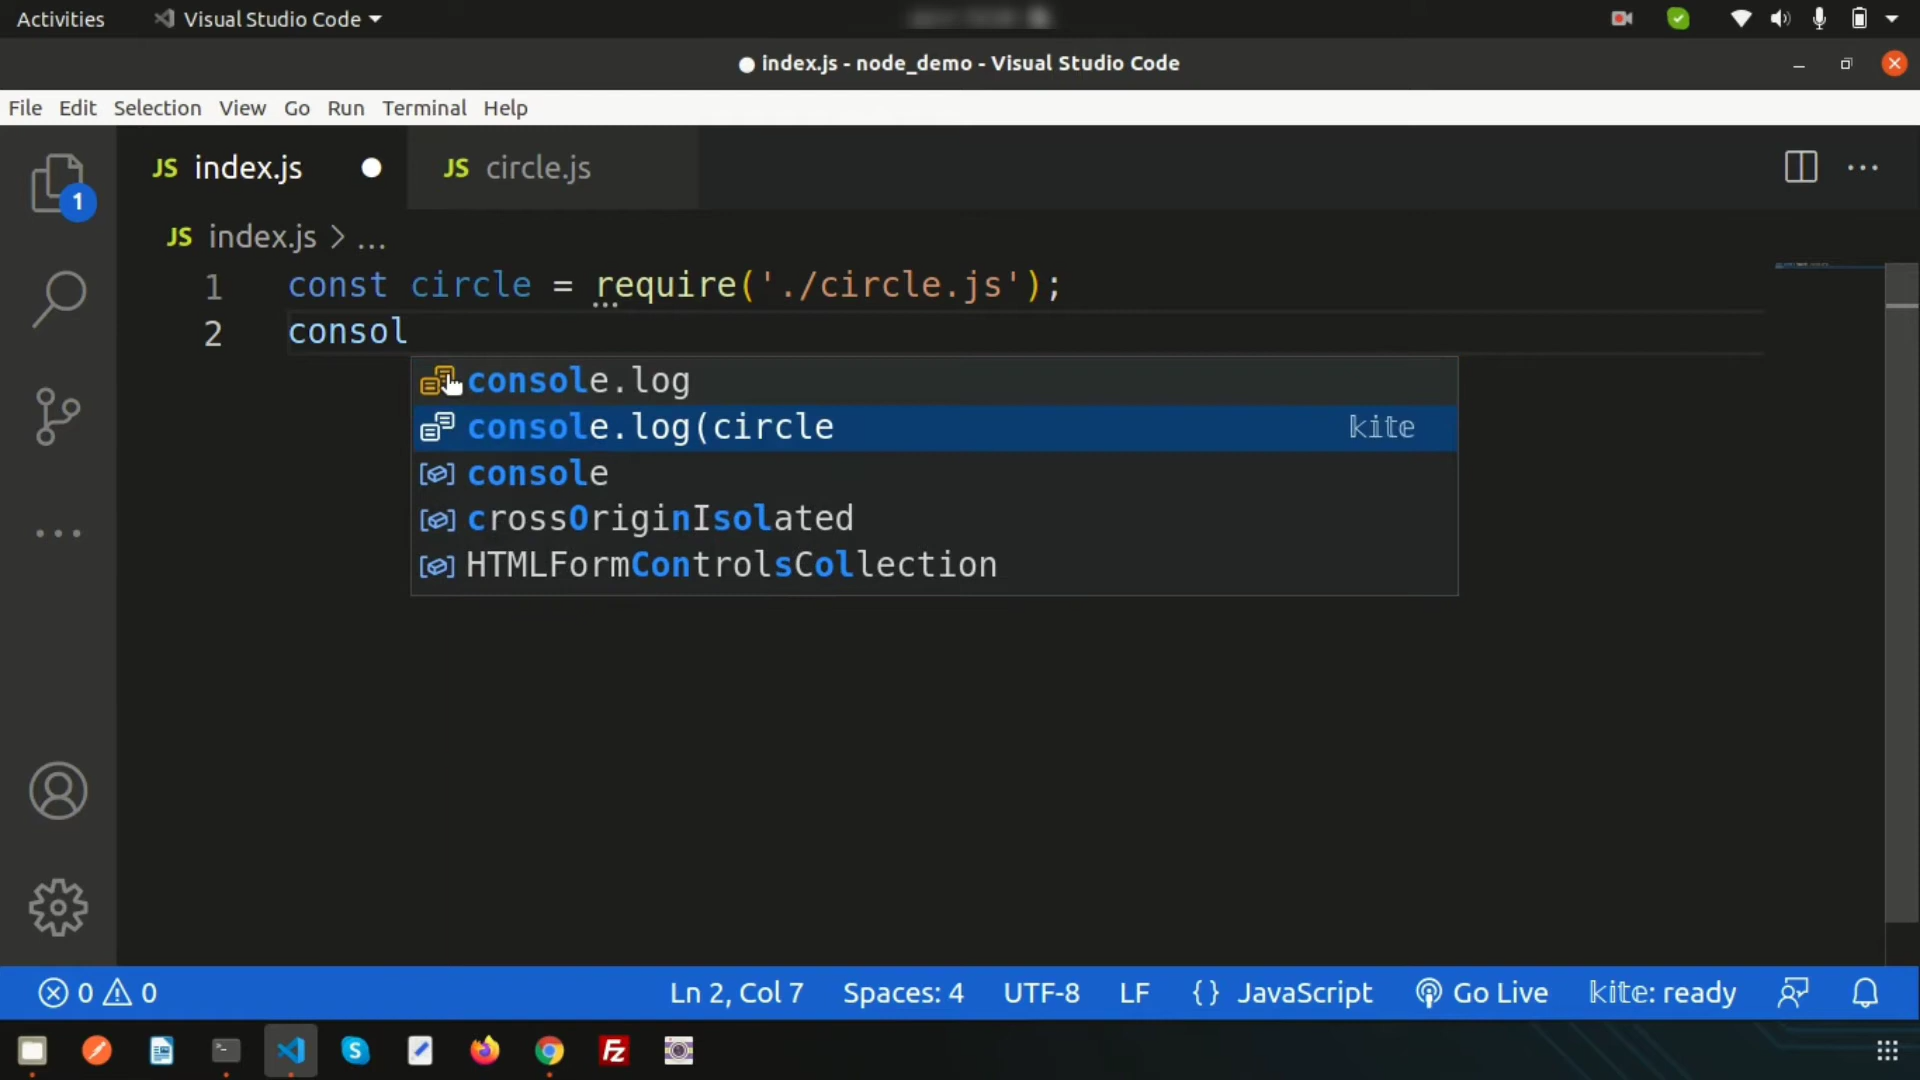 Activities Visual Studio Code
● index.js - node_demo - Visual Studio Code
File Edit Selection View Go Run Terminal Help
JS index.js ● JS circle.js ...
1
JS index.js > ...
1 const circle = require('./circle.js');
2 consol
console.log
console.log(circle kite
console
crossOriginIsolated
HTMLFormControlsCollection
0 0 Ln 2, Col 7 Spaces: 4 UTF-8 LF {} JavaScript Go Live kite: ready